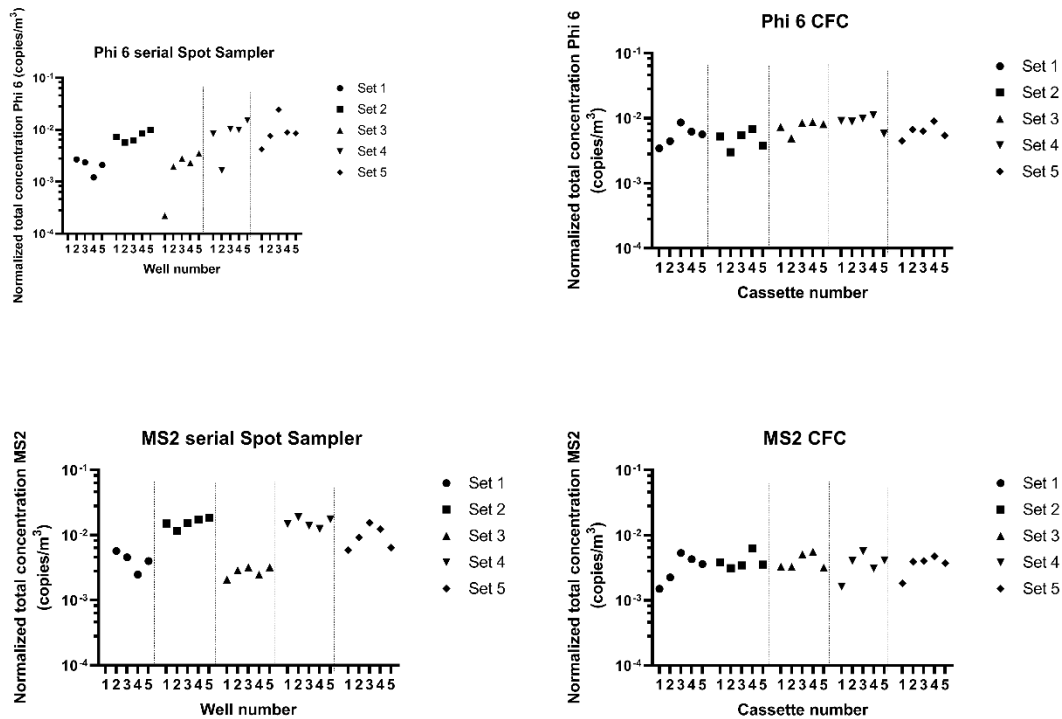 Phi 6 serial Spot Sampler
Normalized total concentration Phi 6 (copies/m³)
10⁻¹
10⁻²
10⁻³
10⁻⁴
1 2 3 4 5 1 2 3 4 5 1 2 3 4 5 1 2 3 4 5 1 2 3 4 5
Well number
Set 1
Set 2
Set 3
Set 4
Set 5
Phi 6 CFC
Normalized total concentration Phi 6
(copies/m³)
10⁻¹
10⁻²
10⁻³
10⁻⁴
1 2 3 4 5 1 2 3 4 5 1 2 3 4 5 1 2 3 4 5 1 2 3 4 5
Cassette number
Set 1
Set 2
Set 3
Set 4
Set 5
MS2 serial Spot Sampler
Normalized total concentration MS2
(copies/m³)
10⁻¹
10⁻²
10⁻³
10⁻⁴
1 2 3 4 5 1 2 3 4 5 1 2 3 4 5 1 2 3 4 5 1 2 3 4 5
Well number
Set 1
Set 2
Set 3
Set 4
Set 5
MS2 CFC
Normalized total concentration MS2
(copies/m³)
10⁻¹
10⁻²
10⁻³
10⁻⁴
1 2 3 4 5 1 2 3 4 5 1 2 3 4 5 1 2 3 4 5 1 2 3 4 5
Cassette number
Set 1
Set 2
Set 3
Set 4
Set 5